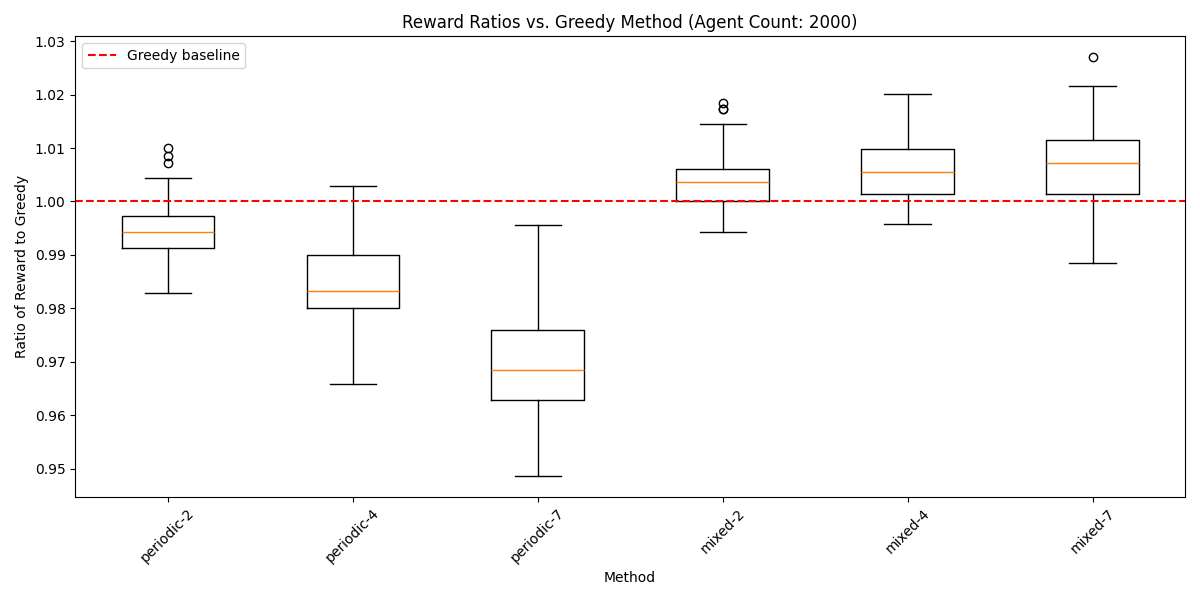 Reward Ratios vs. Greedy Method (Agent Count: 2000)
Greedy baseline
Ratio of Reward to Greedy
1.03
1.02
1.01
1.00
0.99
0.98
0.97
0.96
0.95
periodic-2
periodic-4
periodic-7
mixed-2
mixed-4
mixed-7
Method